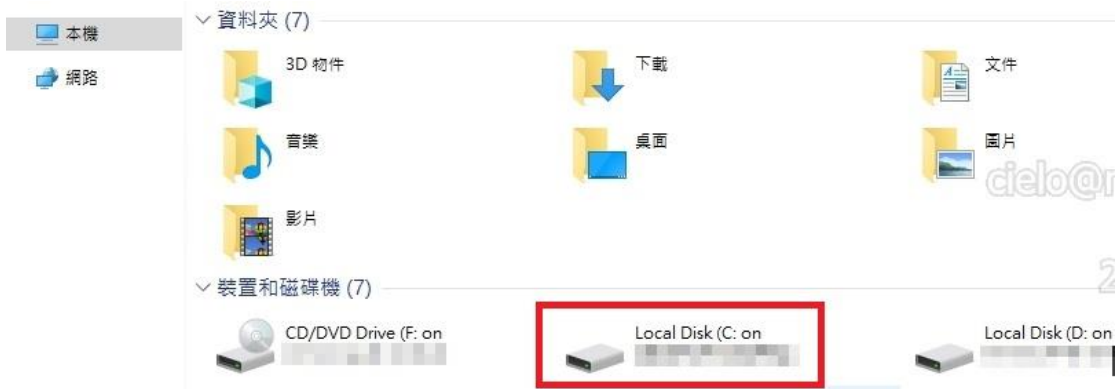 本機
網路
資料夾 (7)
3D 物件
下載
文件
音樂
桌面
圖片
影片
裝置和磁碟機 (7)
CD/DVD Drive (F: on
Local Disk (C: on
Local Disk (D: on
cielo@
2